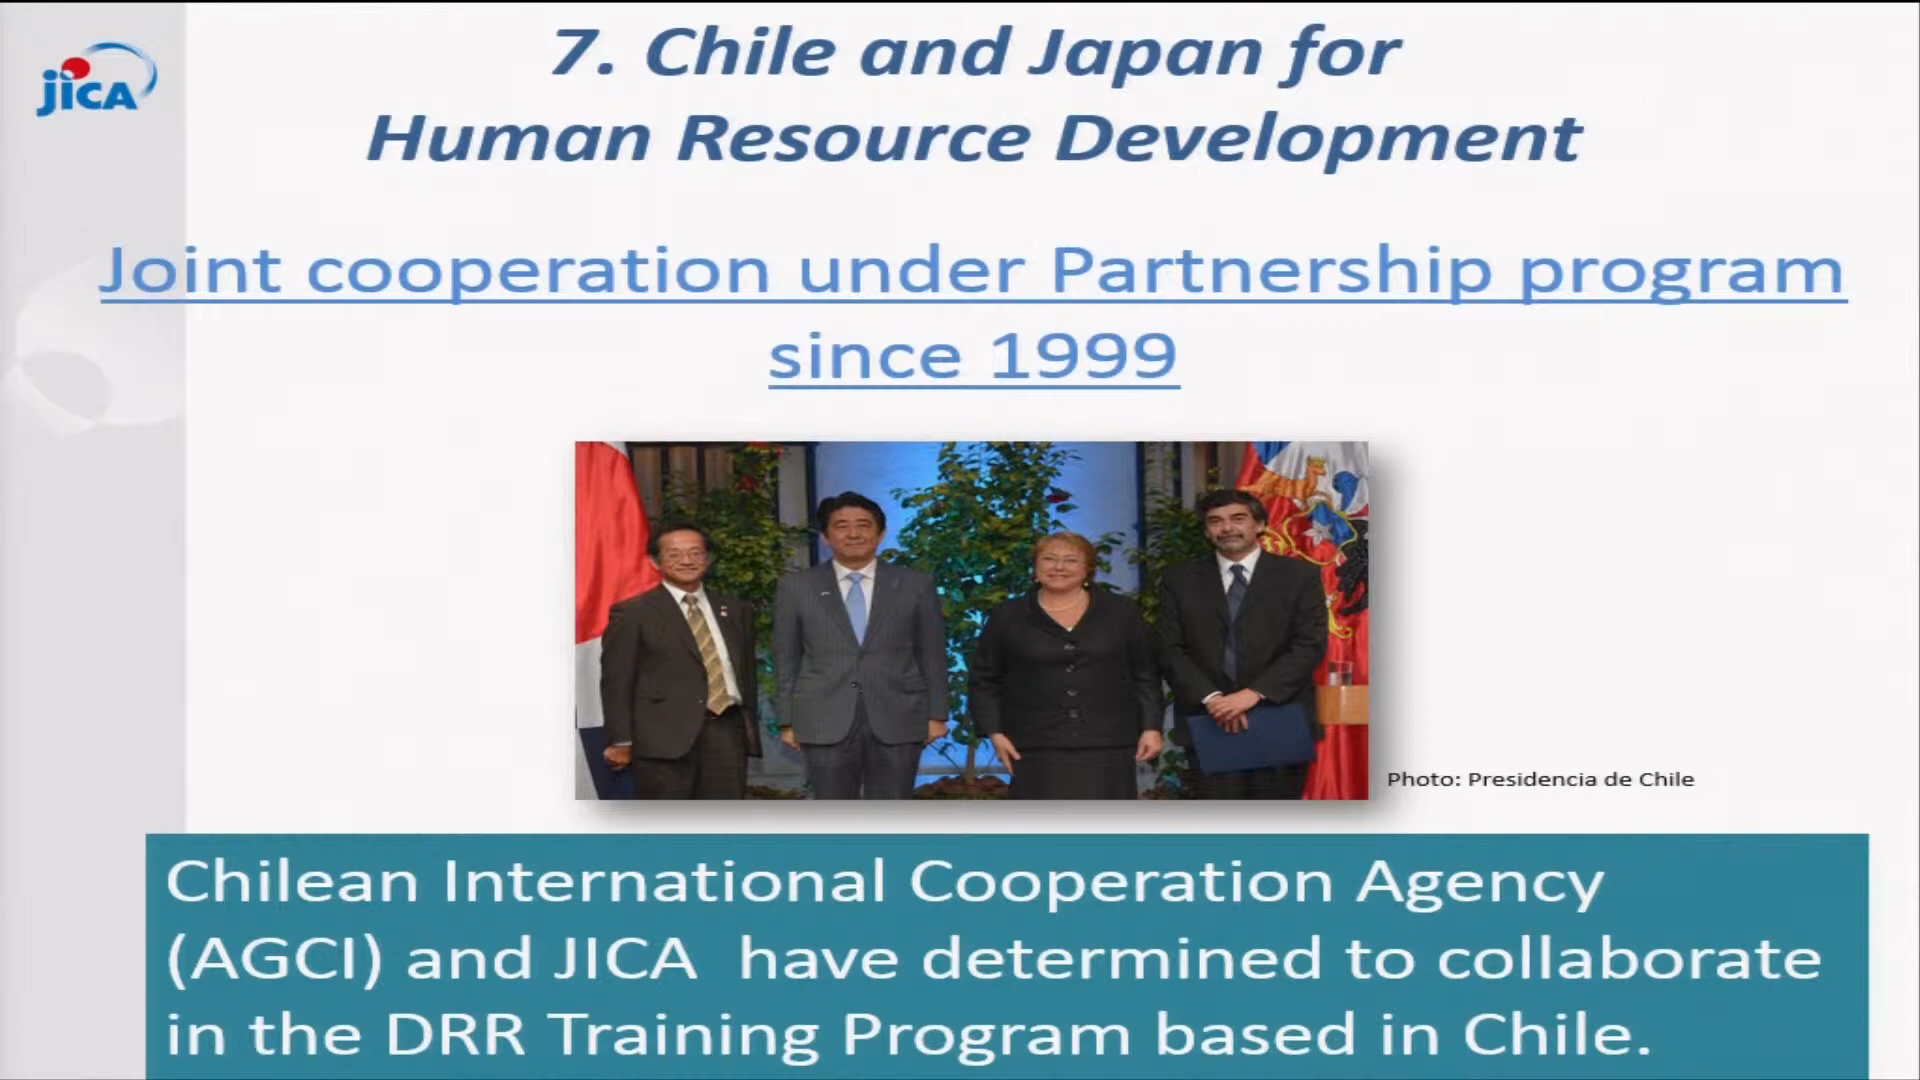 JICA
7. Chile and Japan for
Human Resource Development
Joint cooperation under Partnership program
since 1999
Photo: Presidencia de Chile
Chilean International Cooperation Agency
(AGCI) and JICA have determined to collaborate
in the DRR Training Program based in Chile.